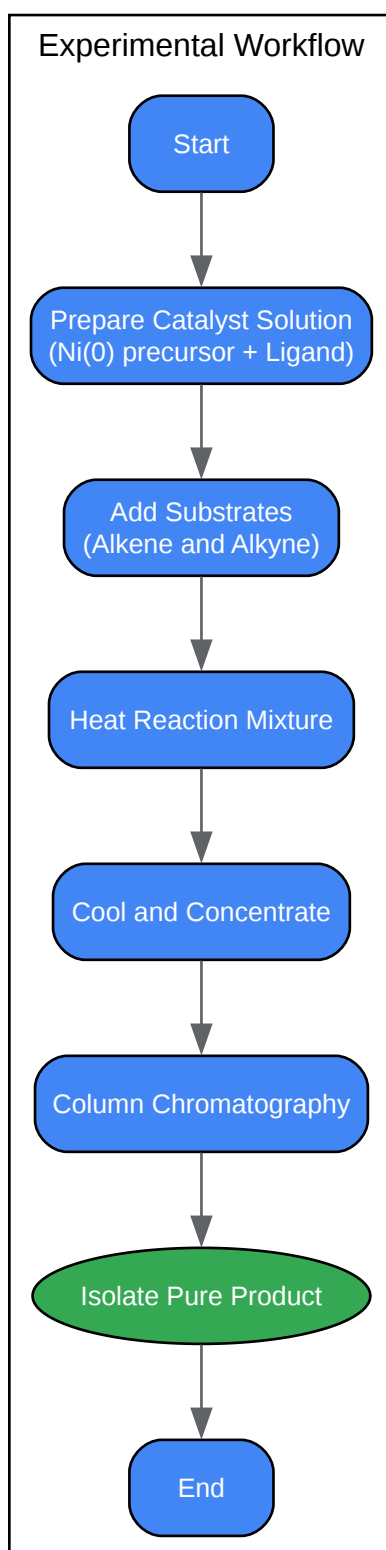 Experimental Workflow
Start
Prepare Catalyst Solution
(Ni(0) precursor + Ligand)
Add Substrates
(Alkene and Alkyne)
Heat Reaction Mixture
Cool and Concentrate
Column Chromatography
Isolate Pure Product
End